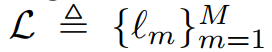 𝓛 ≜ {ℓ_m}_{m=1}^M